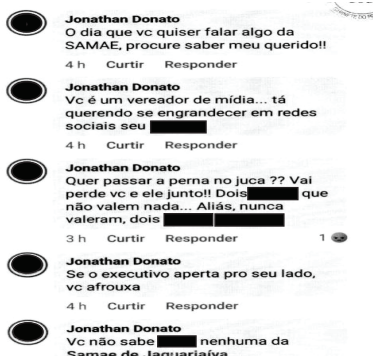 Jonathan Donato
O dia que vc quiser falar algo da
SAMAE, procure saber meu querido!!
4 h Curtir Responder
Jonathan Donato
Vc é um vereador de mídia... tá
querendo se engrandecer em redes
sociais seu
4 h Curtir Responder
Jonathan Donato
Quer passar a perna no juca ?? Vai
perde vc e ele junto!! Dois que
não valem nada... Aliás, nunca
valeram, dois
3 h Curtir Responder 1
Jonathan Donato
Se o executivo aperta pro seu lado,
vc afrouxa
4 h Curtir Responder
Jonathan Donato
Vc não sabe nenhuma da
Samae de Jaguariaíva